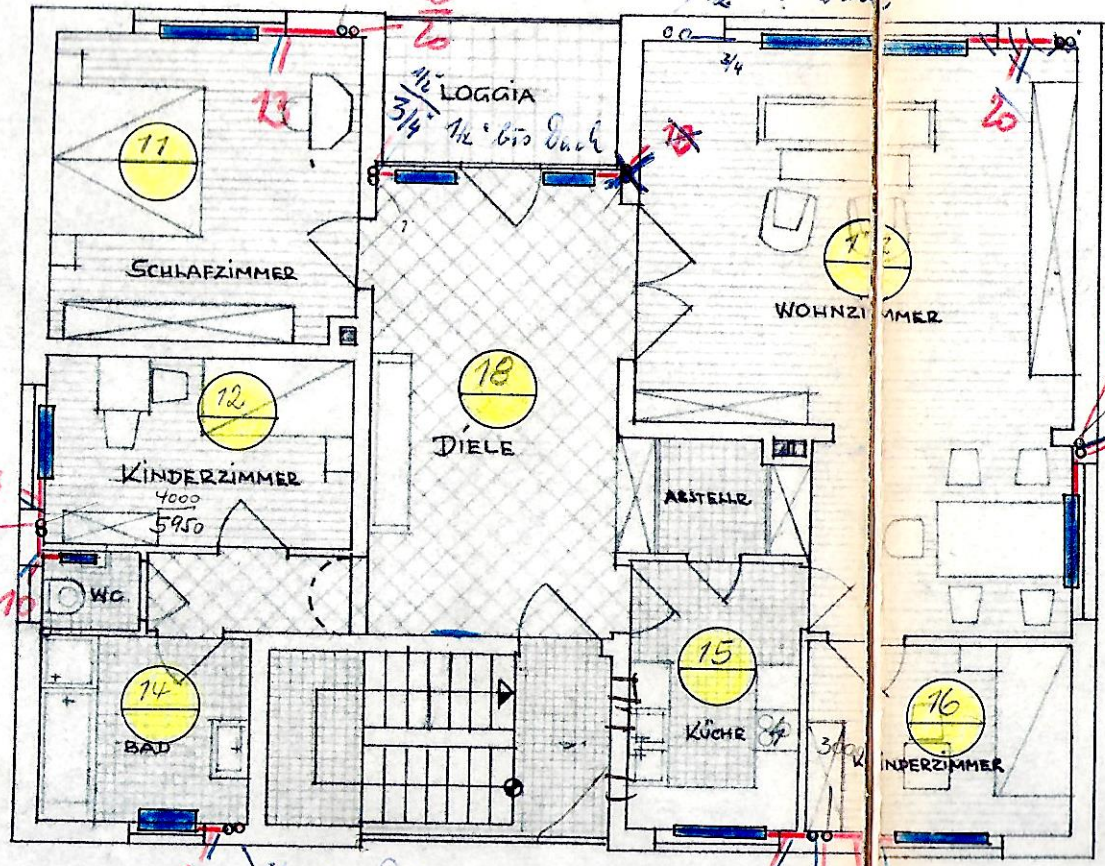 20
3/4
LOGGIA
20
13
1/2"
3/4"
1/2" bis Dach
18
11
SCHLAFZIMMER
WOHNZIMMER
18
12
DIELE
KINDERZIMMER
4000
5950
ABSTELLR
WC
10
15
14
16
KÜCHE
BAD
KINDERZIMMER